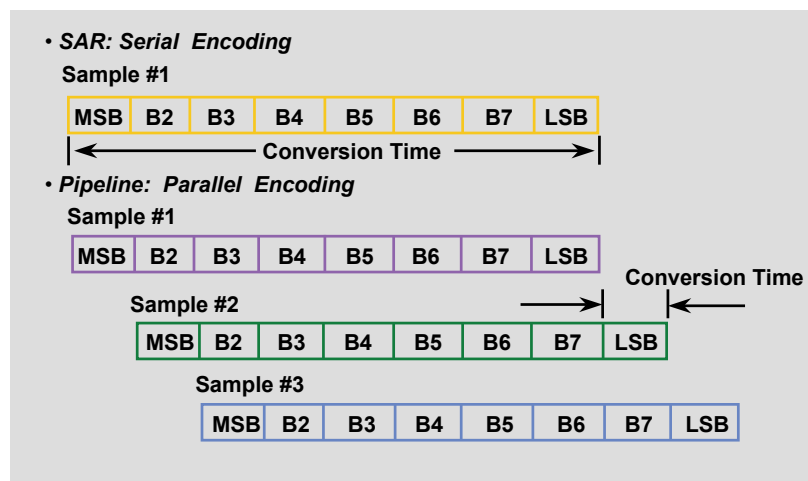 • SAR: Serial Encoding
Sample #1
MSB B2 B3 B4 B5 B6 B7 LSB
Conversion Time
• Pipeline: Parallel Encoding
Sample #1
MSB B2 B3 B4 B5 B6 B7 LSB
Conversion Time
Sample #2
MSB B2 B3 B4 B5 B6 B7 LSB
Sample #3
MSB B2 B3 B4 B5 B6 B7 LSB